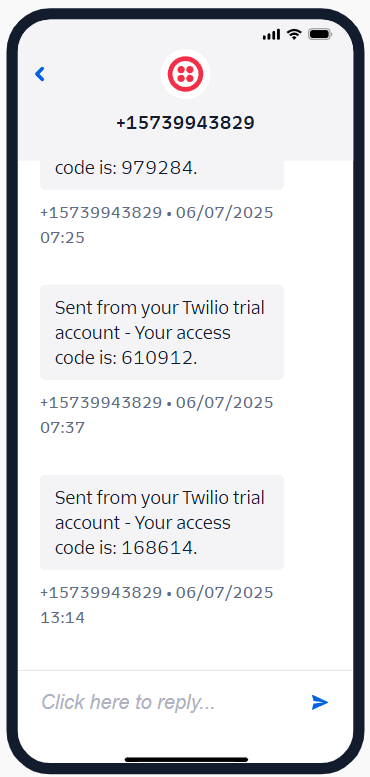 +15739943829
code is: 979284.
+15739943829 • 06/07/2025
07:25
Sent from your Twilio trial
account - Your access
code is: 610912.
+15739943829 • 06/07/2025
07:37
Sent from your Twilio trial
account - Your access
code is: 168614.
+15739943829 • 06/07/2025
13:14
Click here to reply...